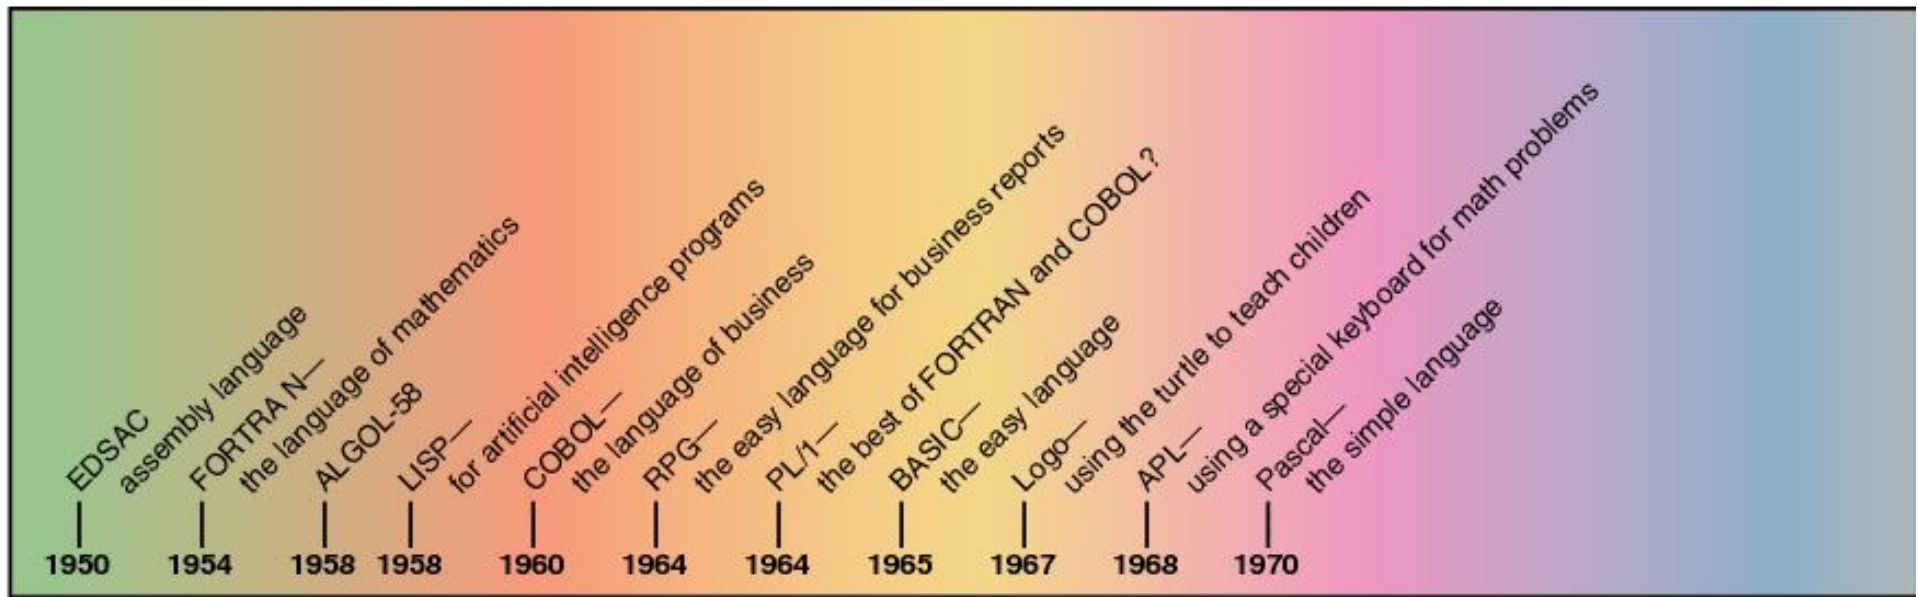 EDSAC
assembly language
1950
FORTRA N—
the language of mathematics
1954
ALGOL-58
1958
LISP—
for artificial intelligence programs
1958
COBOL—
the language of business
1960
RPG—
the easy language for business reports
1964
PL/1—
the best of FORTRAN and COBOL?
1964
BASIC—
the easy language
1965
Logo—
using the turtle to teach children
1967
APL—
using a special keyboard for math problems
1968
Pascal—
the simple language
1970